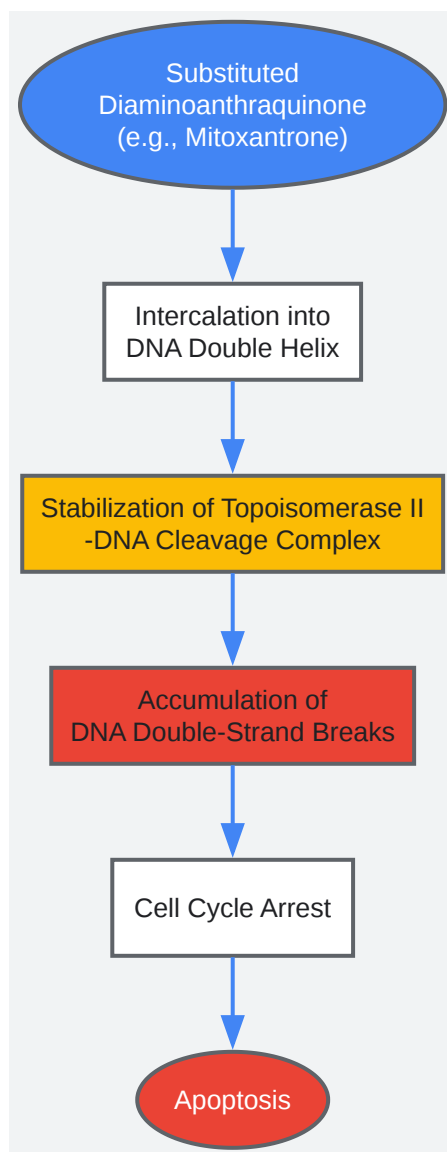 Substituted
Diaminoanthraquinone
(e.g., Mitoxantrone)
Intercalation into
DNA Double Helix
Stabilization of Topoisomerase II
-DNA Cleavage Complex
Accumulation of
DNA Double-Strand Breaks
Cell Cycle Arrest
Apoptosis